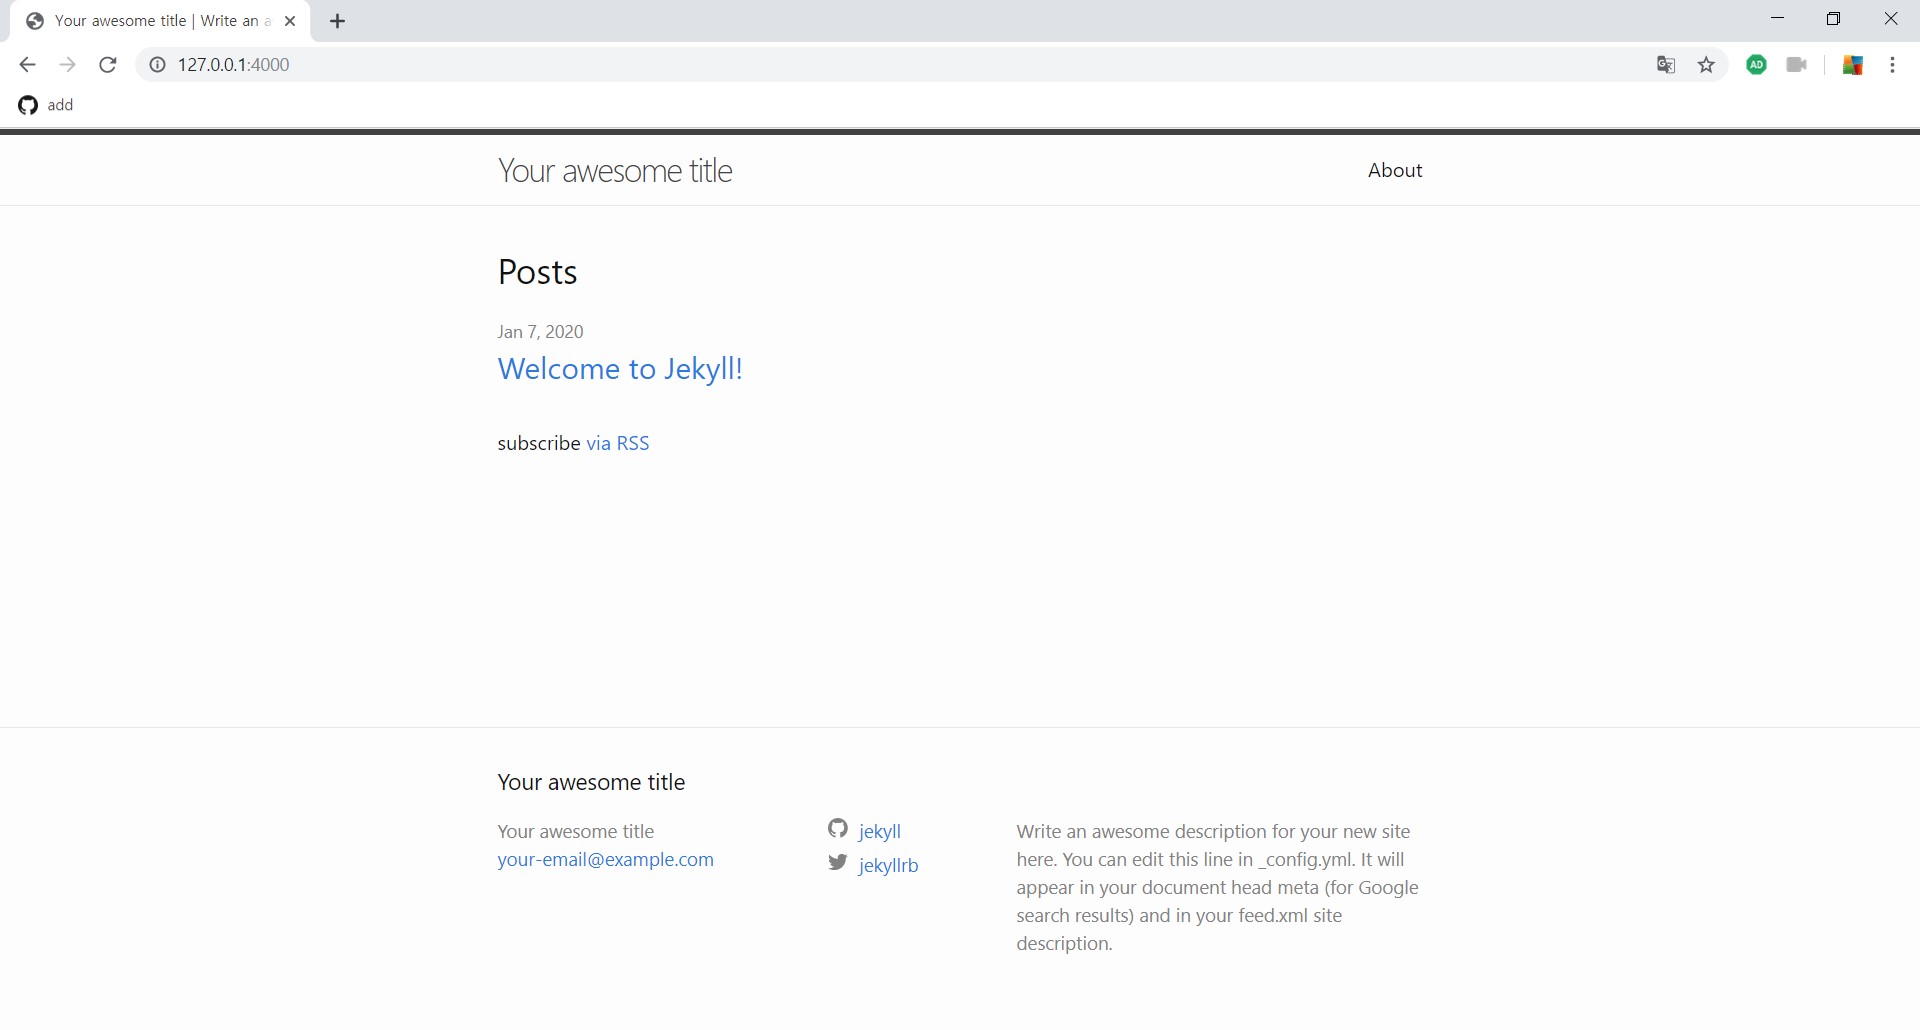 Your awesome title | Write an a
127.0.0.1:4000
AD
add
Your awesome title
About
Posts
Jan 7, 2020
Welcome to Jekyll!
subscribe via RSS
Your awesome title
Your awesome title
your-email@example.com
jekyll
jekyllrb
Write an awesome description for your new site
here. You can edit this line in _config.yml. It will
appear in your document head meta (for Google
search results) and in your feed.xml site
description.